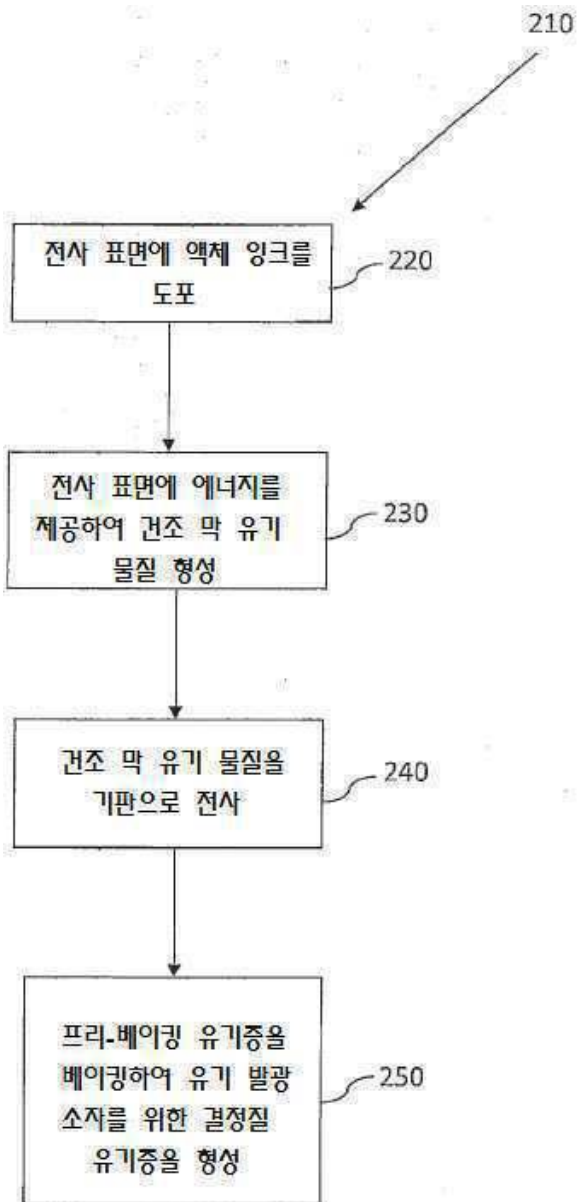 210
전사 표면에 액체 잉크를
도포
220
전사 표면에 에너지를
제공하여 건조 막 유기
물질 형성
230
건조 막 유기 물질을
기판으로 전사
240
프리-베이킹 유기층을
베이킹하여 유기 발광
소자를 위한 결정질
유기층을 형성
250